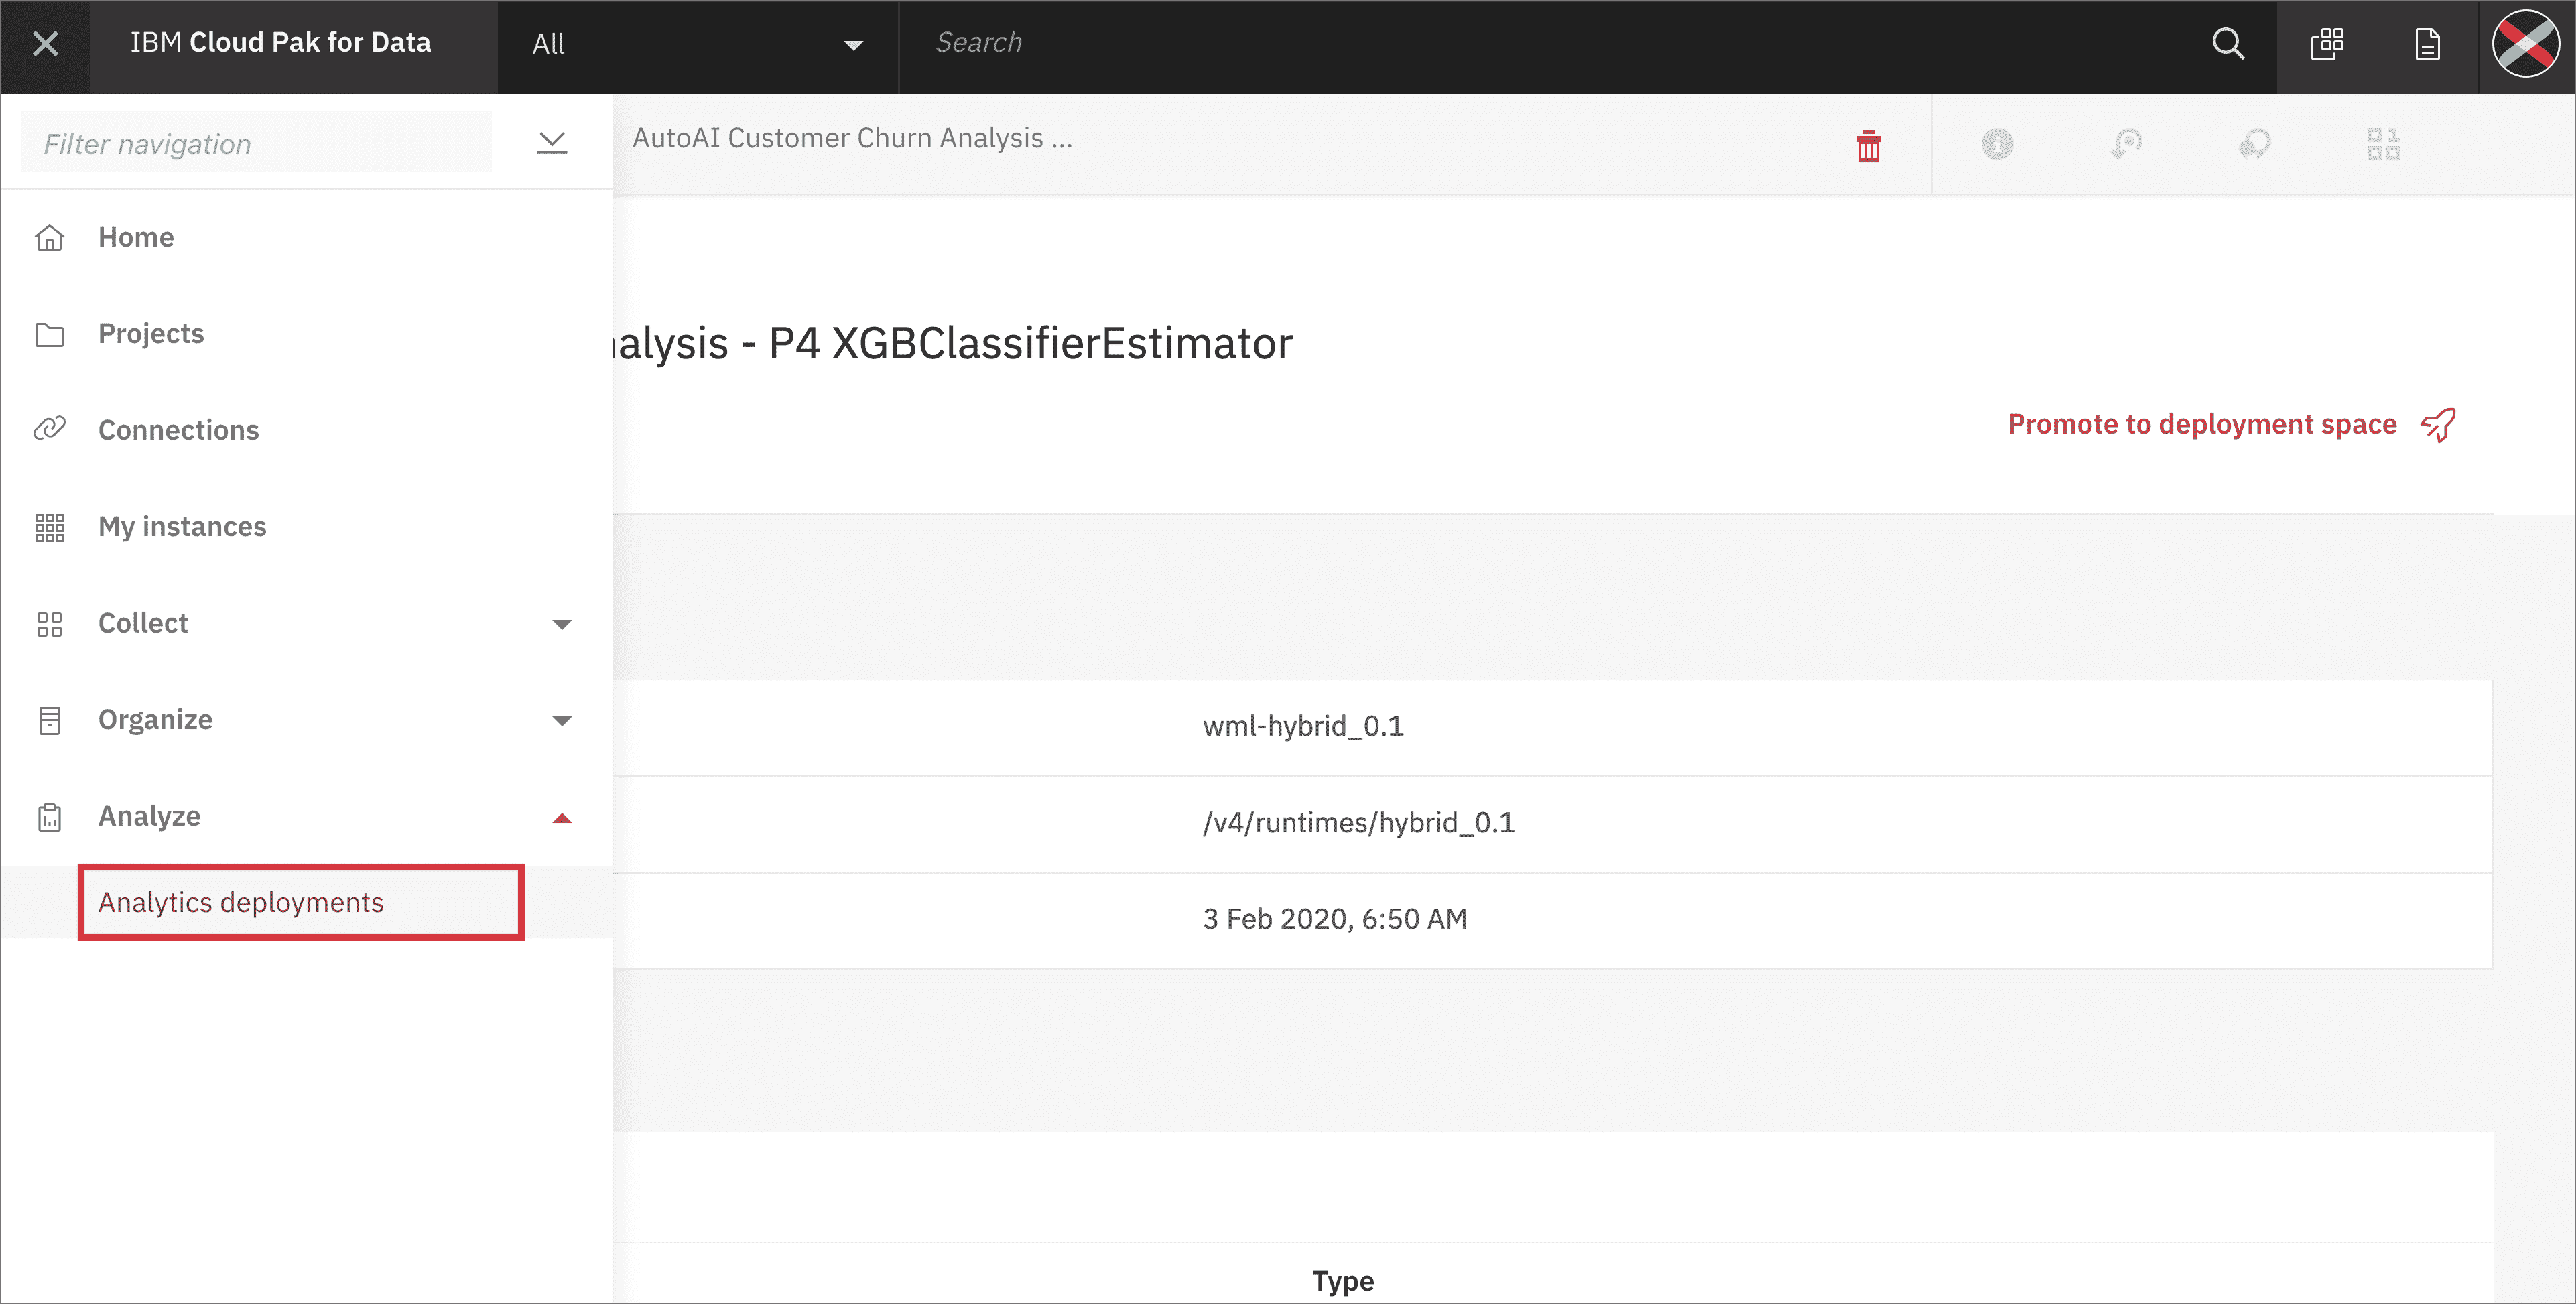 IBM Cloud Pak for Data
All
Search
Filter navigation
AutoAI Customer Churn Analysis ...
Home
Projects
Connections
My instances
Collect
Organize
Analyze
Analytics deployments
alysis - P4 XGBClassifierEstimator
Promote to deployment space
wml-hybrid_0.1
/v4/runtimes/hybrid_0.1
3 Feb 2020, 6:50 AM
Type